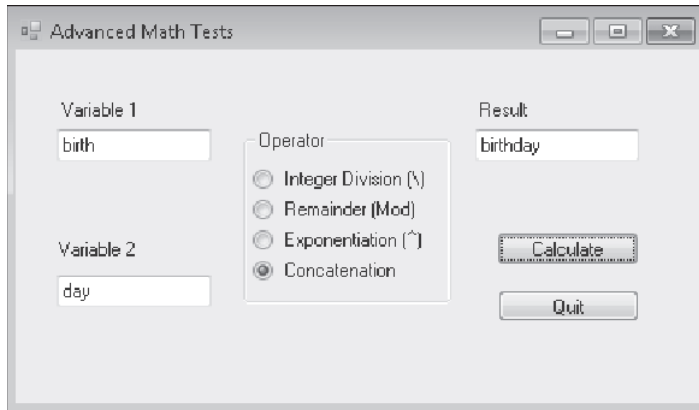 Advanced Math Tests
Variable 1
birth
Operator
Integer Division (\)
Remainder (Mod)
Exponentiation (^)
Concatenation
Variable 2
day
Result
birthday
Calculate
Quit